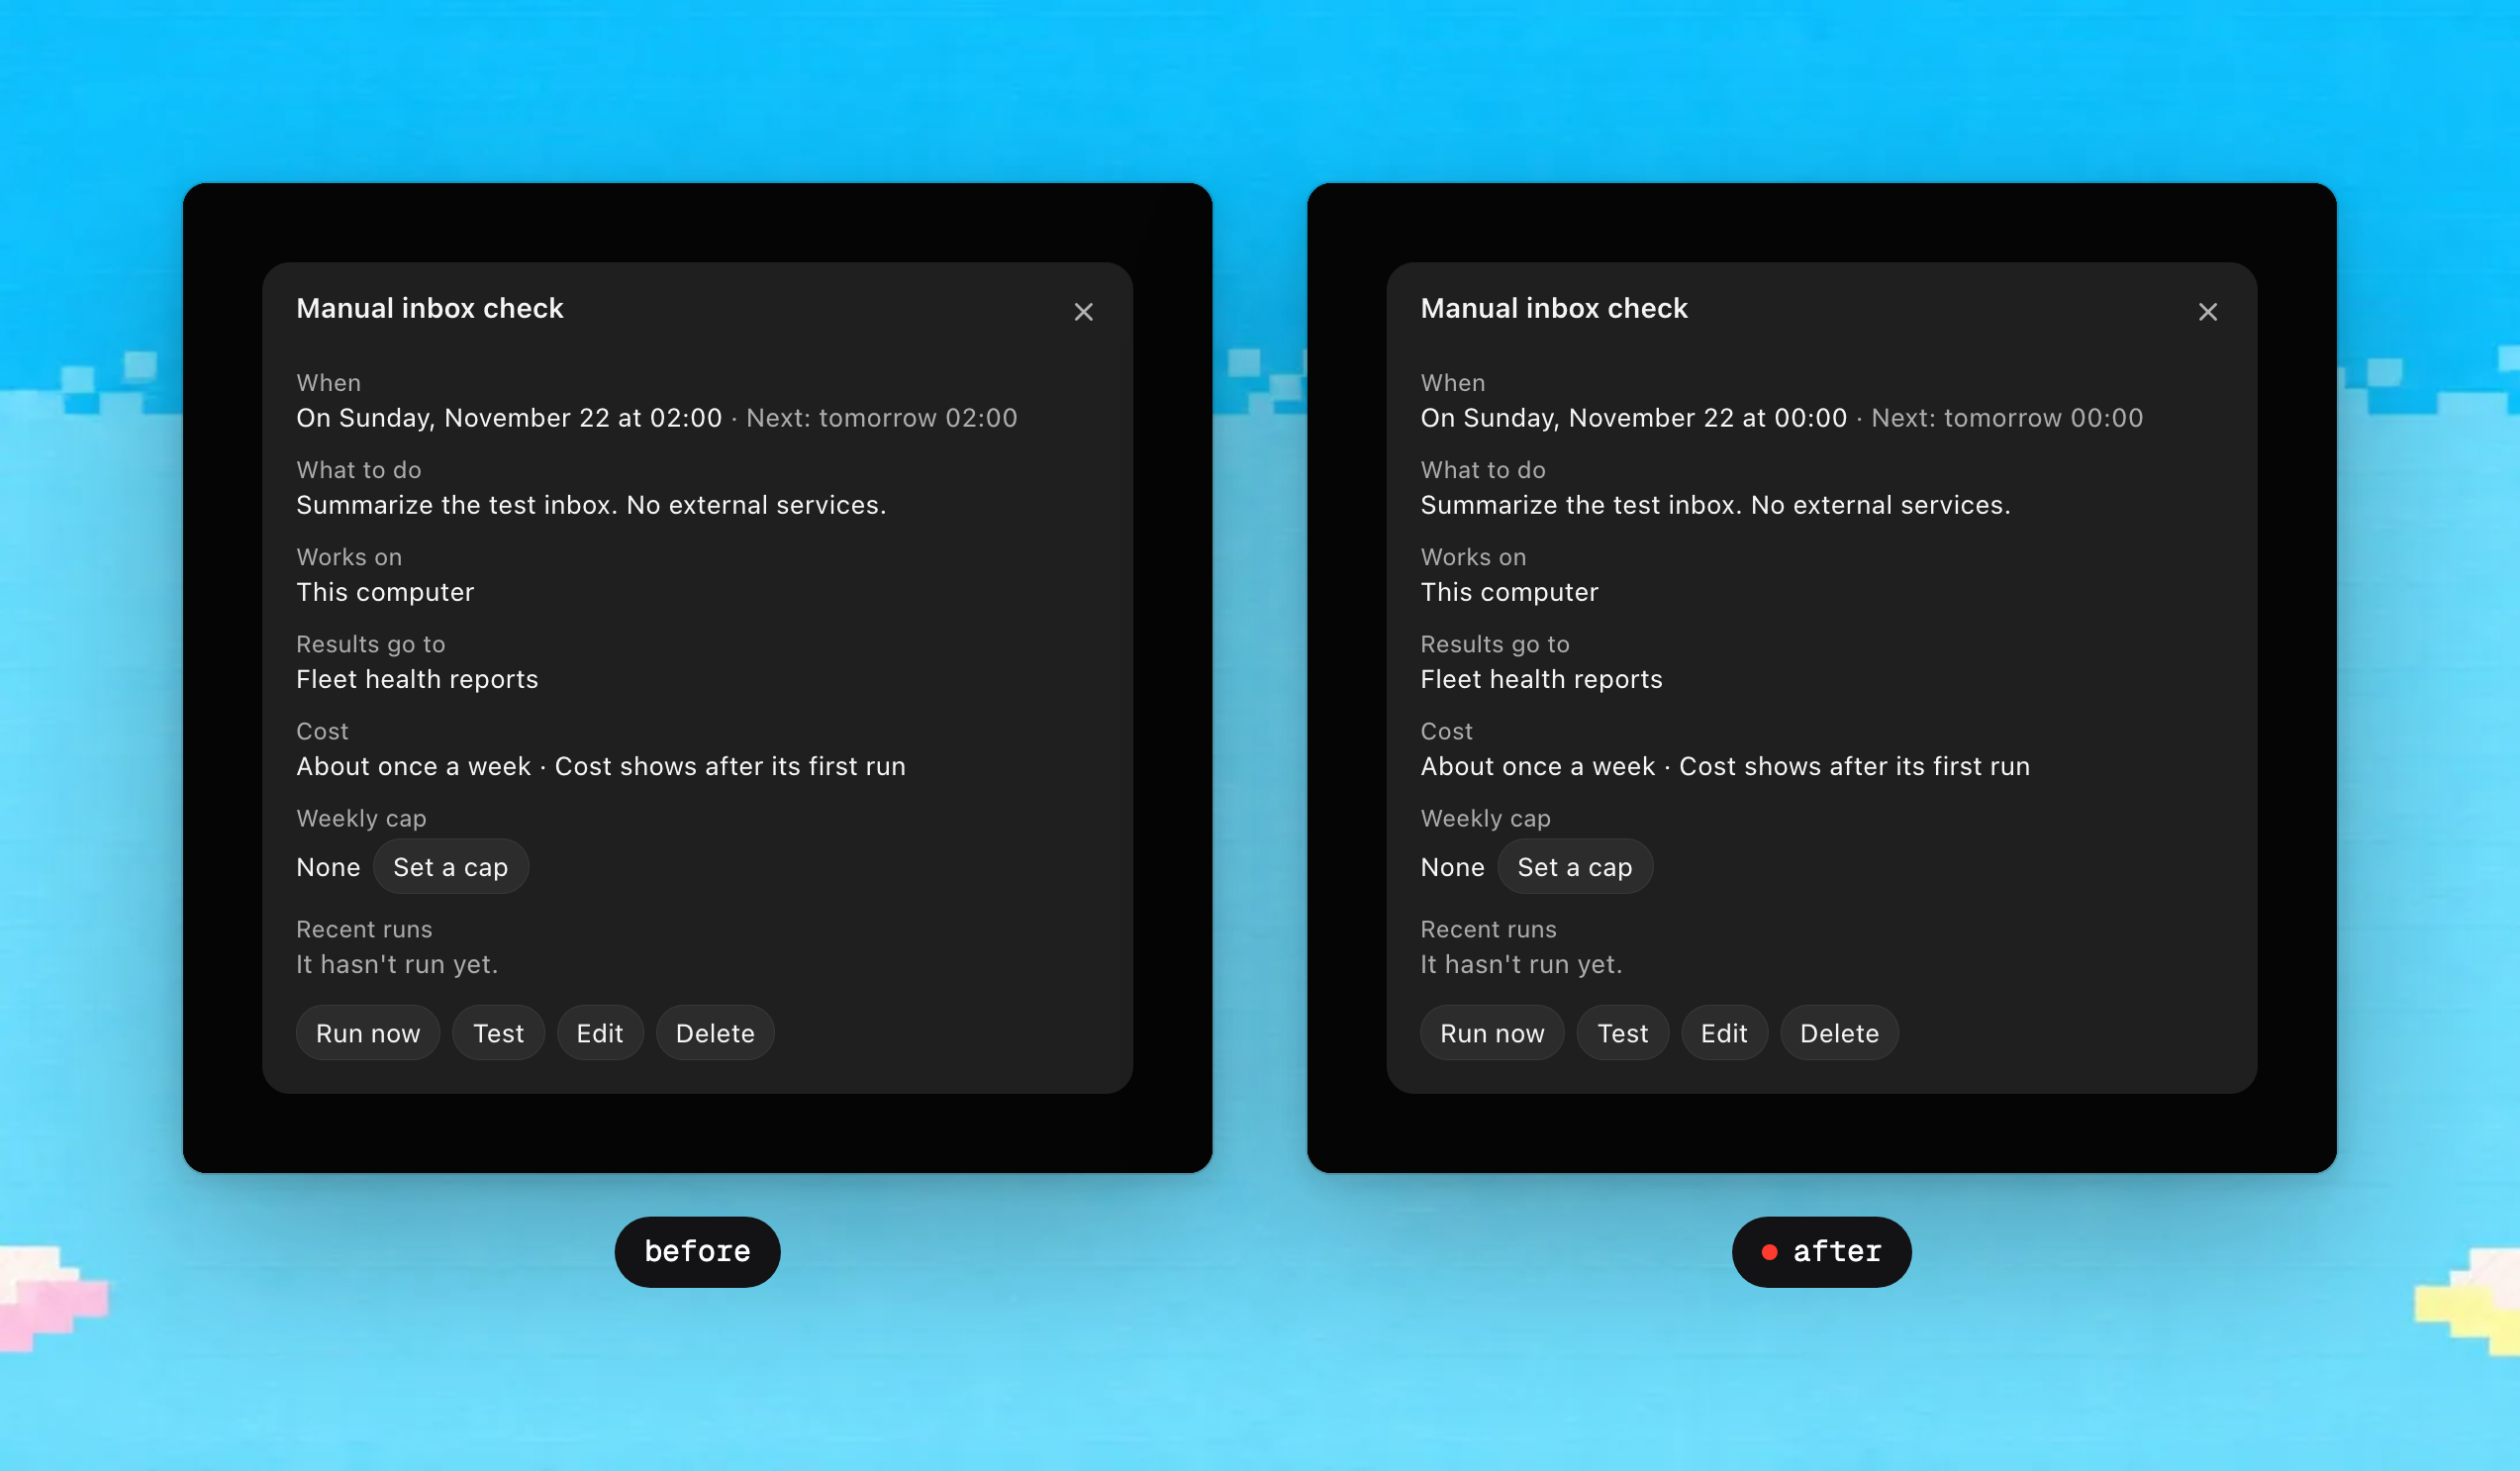 Manual inbox check
When
On Sunday, November 22 at 02:00 · Next: tomorrow 02:00
What to do
Summarize the test inbox. No external services.
Works on
This computer
Results go to
Fleet health reports
Cost
About once a week · Cost shows after its first run
Weekly cap
None Set a cap
Recent runs
It hasn't run yet.
Run now Test Edit Delete
before
Manual inbox check
When
On Sunday, November 22 at 00:00 · Next: tomorrow 00:00
What to do
Summarize the test inbox. No external services.
Works on
This computer
Results go to
Fleet health reports
Cost
About once a week · Cost shows after its first run
Weekly cap
None Set a cap
Recent runs
It hasn't run yet.
Run now Test Edit Delete
after